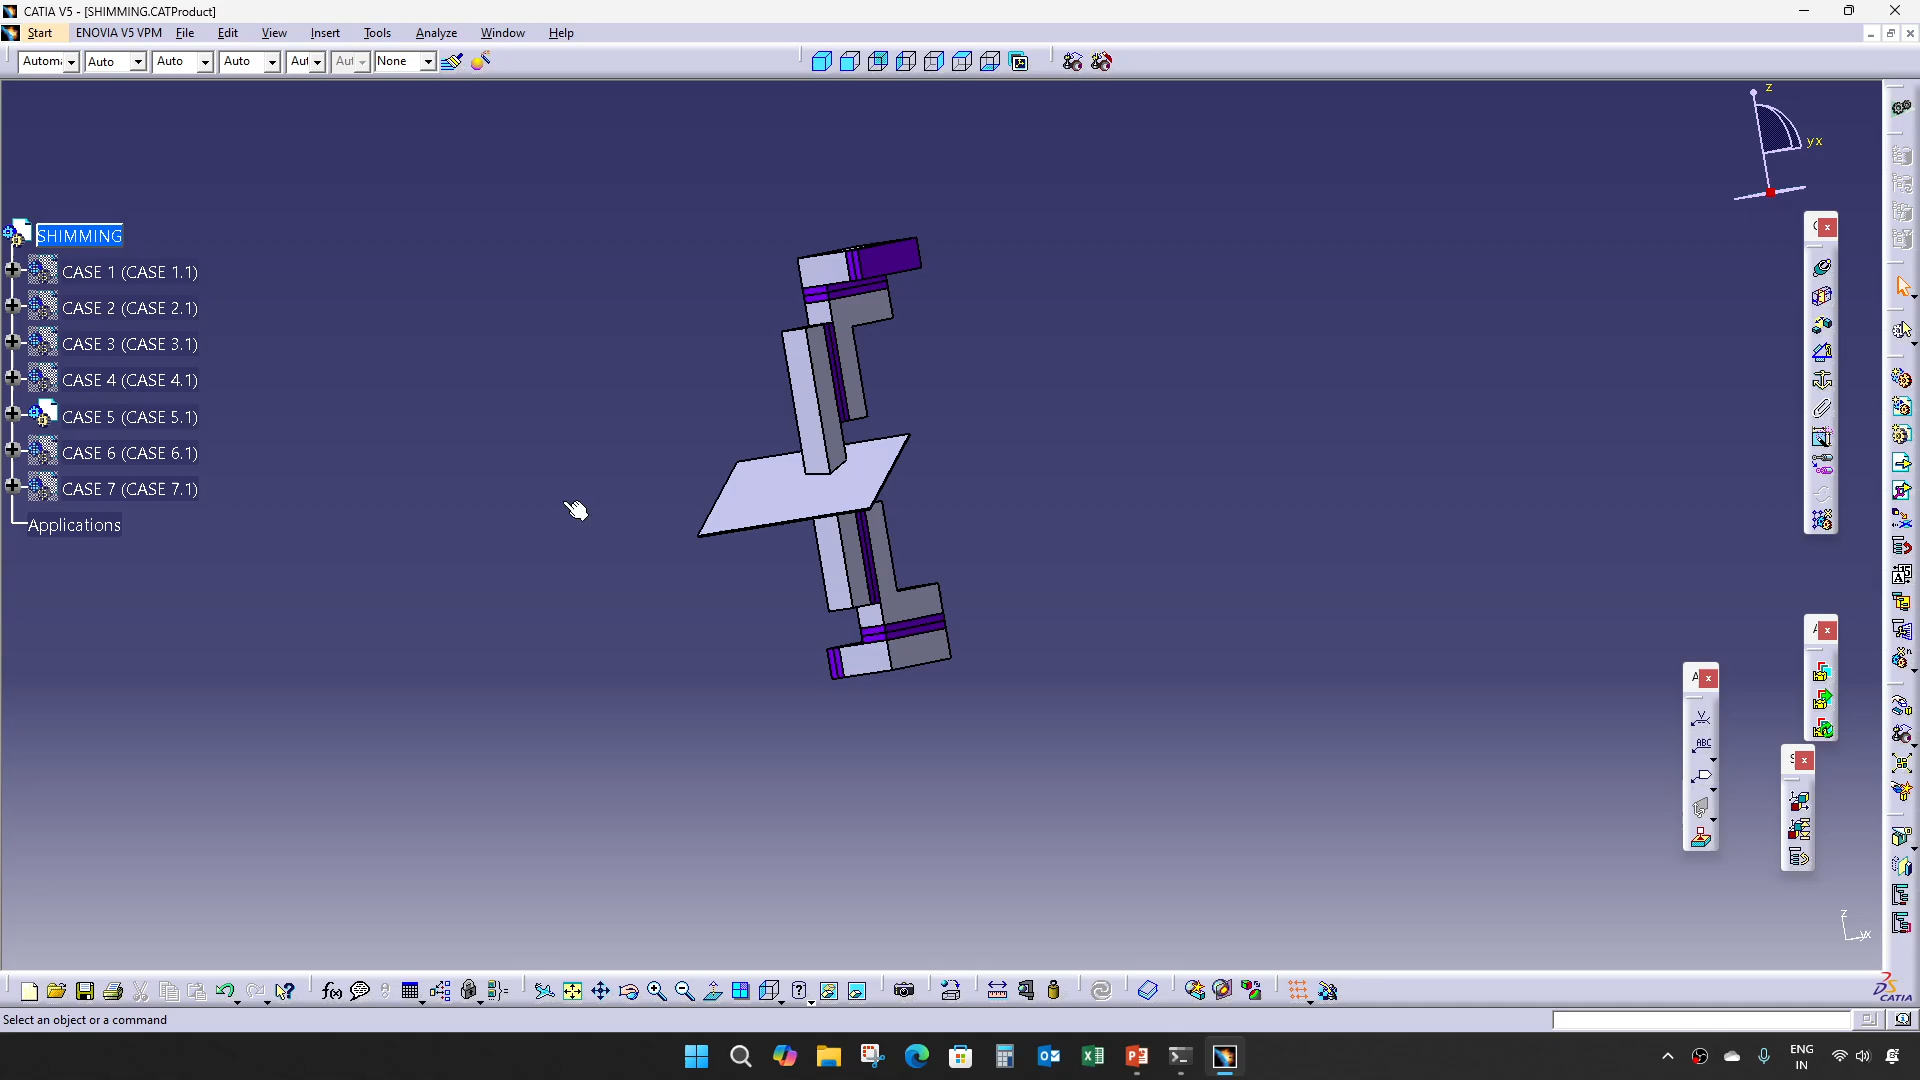 CATIA V5 - [SHIMMING.CATProduct]
Start ENOVIA V5 VPM File Edit View Insert Tools Analyze Window Help
Auto Auto Auto None
z
yx
SHIMMING
CASE 1 (CASE 1.1)
CASE 2 (CASE 2.1)
CASE 3 (CASE 3.1)
CASE 4 (CASE 4.1)
CASE 5 (CASE 5.1)
CASE 6 (CASE 6.1)
CASE 7 (CASE 7.1)
Applications
ABC
z
yx
f(x)
CATIA
Select an object or a command
ENG
IN